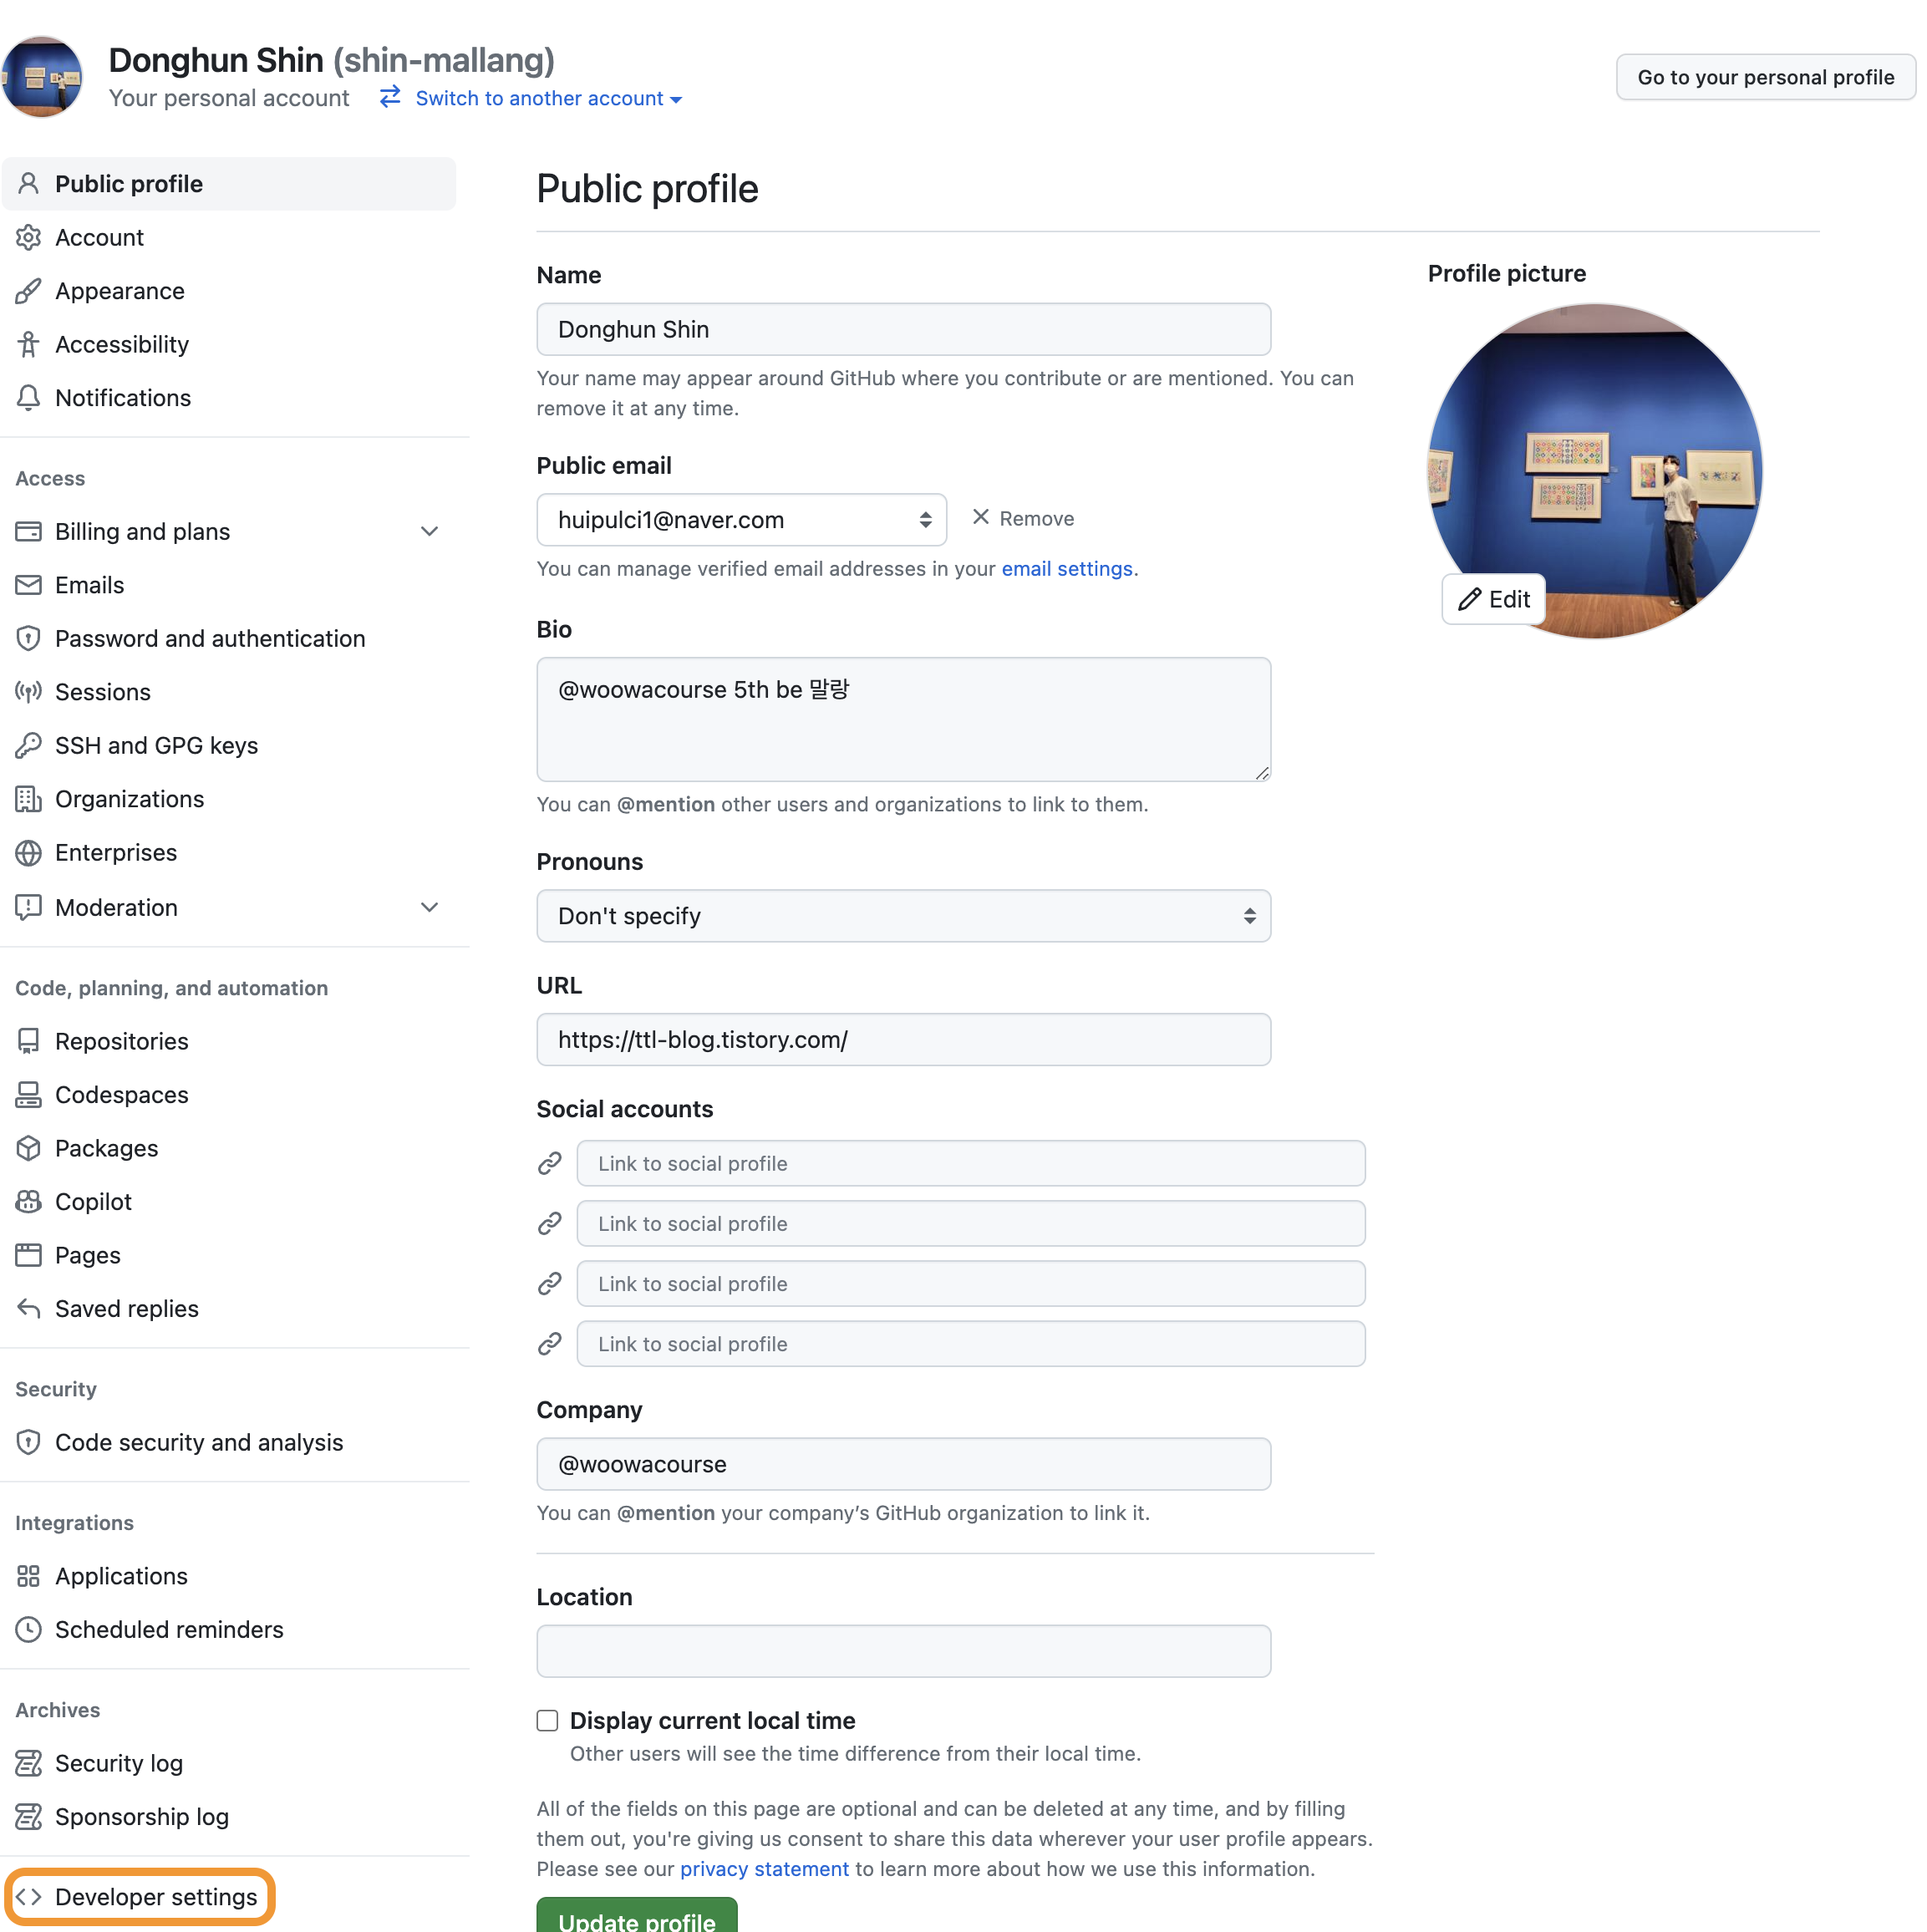 Donghun Shin (shin-mallang)
Your personal account
Switch to another account
Go to your personal profile
Public profile
Account
Appearance
Accessibility
Notifications
Access
Billing and plans
Emails
Password and authentication
Sessions
SSH and GPG keys
Organizations
Enterprises
Moderation
Code, planning, and automation
Repositories
Codespaces
Packages
Copilot
Pages
Saved replies
Security
Code security and analysis
Integrations
Applications
Scheduled reminders
Archives
Security log
Sponsorship log
Developer settings
Public profile
Name
Donghun Shin
Your name may appear around GitHub where you contribute or are mentioned. You can
remove it at any time.
Public email
huipulci1@naver.com
Remove
You can manage verified email addresses in your email settings.
Bio
@woowacourse 5th be 말랑
You can @mention other users and organizations to link to them.
Pronouns
Don't specify
URL
https://ttl-blog.tistory.com/
Social accounts
Link to social profile
Link to social profile
Link to social profile
Link to social profile
Company
@woowacourse
You can @mention your company’s GitHub organization to link it.
Location
Display current local time
Other users will see the time difference from their local time.
All of the fields on this page are optional and can be deleted at any time, and by filling
them out, you're giving us consent to share this data wherever your user profile appears.
Please see our privacy statement to learn more about how we use this information.
Update profile
Profile picture
Edit